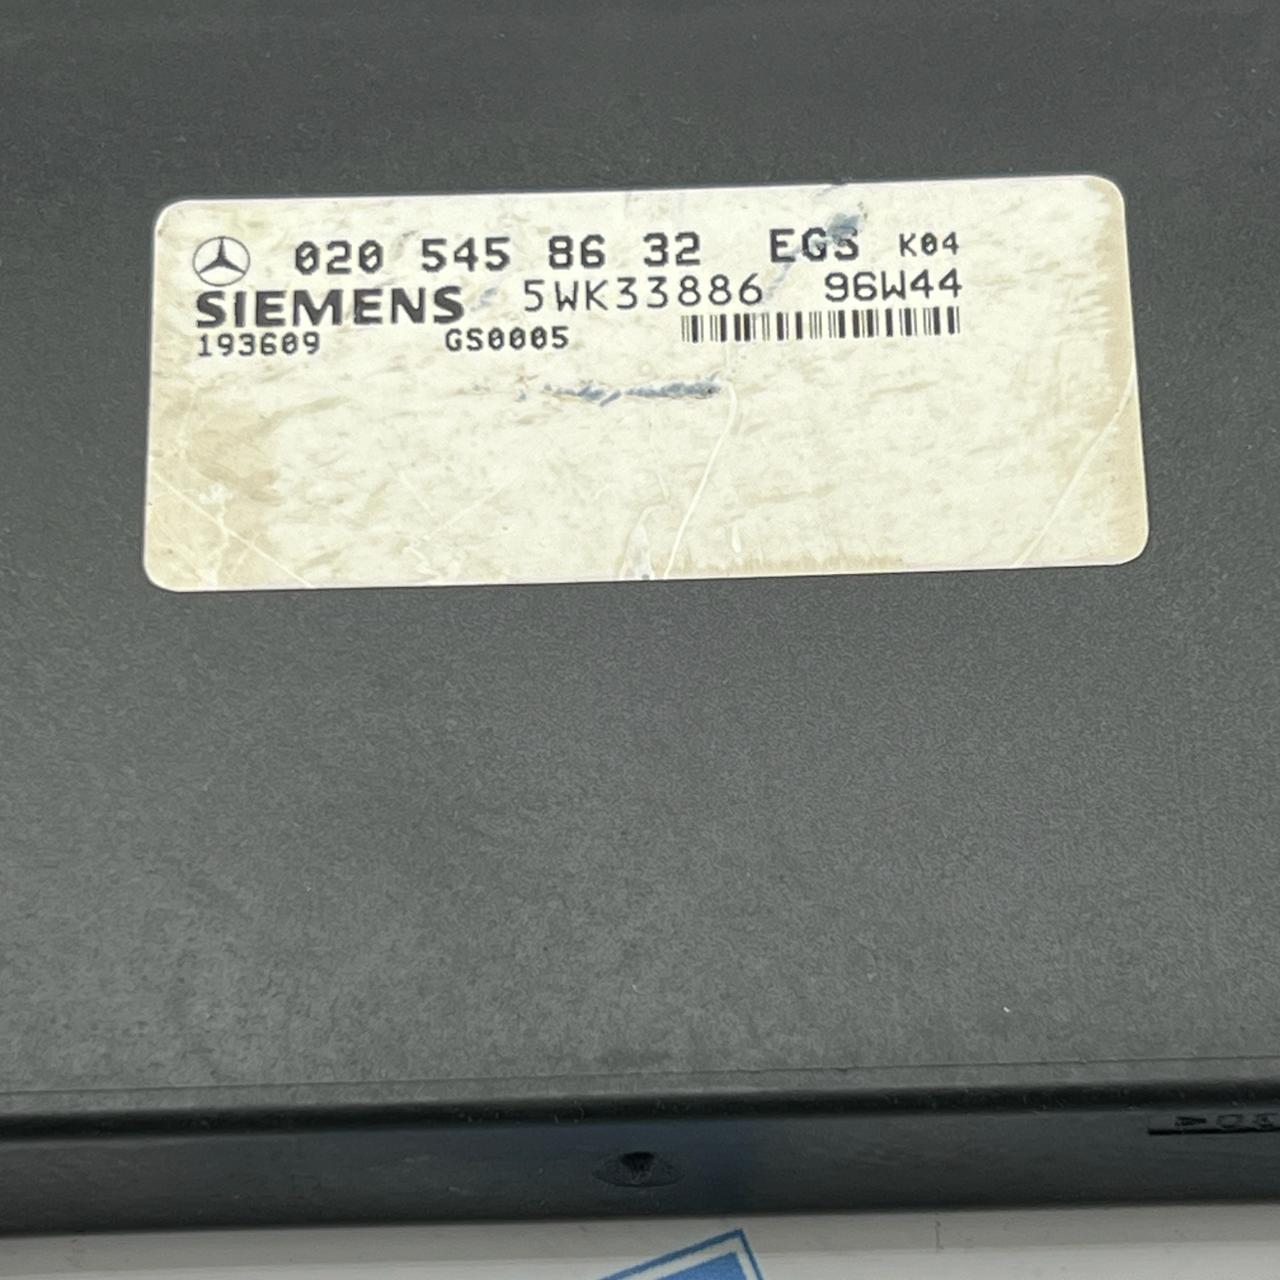 020 545 86 32 EGS K04
SIEMENS 5WK33886 96W44
193609 GS0005